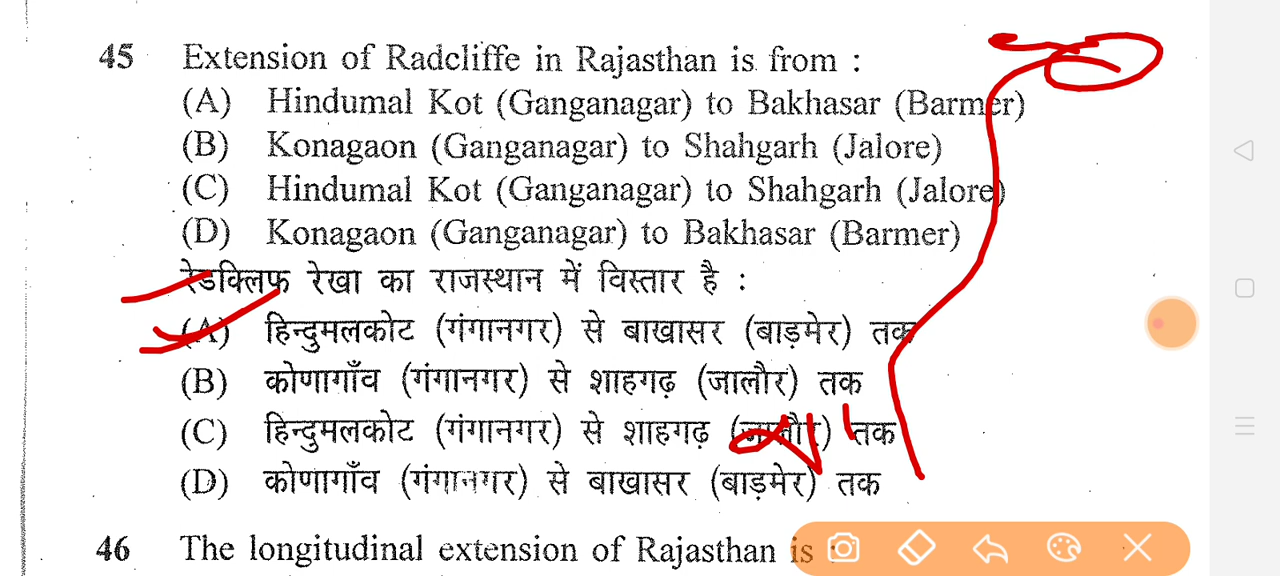 45 Extension of Radcliffe in Rajasthan is from :
(A) Hindumal Kot (Ganganagar) to Bakhasar (Barmer)
(B) Konagaon (Ganganagar) to Shahgarh (Jalore)
(C) Hindumal Kot (Ganganagar) to Shahgarh (Jalore)
(D) Konagaon (Ganganagar) to Bakhasar (Barmer)
रेडक्लिफ रेखा का राजस्थान में विस्तार है :
(A) हिन्दुमलकोट (गंगानगर) से बाखासर (बाड़मेर) तक
(B) कोणागाँव (गंगानगर) से शाहगढ़ (जालौर) तक
(C) हिन्दुमलकोट (गंगानगर) से शाहगढ़ (जालौर) तक
(D) कोणागाँव (गंगानगर) से बाखासर (बाड़मेर) तक
46 The longitudinal extension of Rajasthan is :